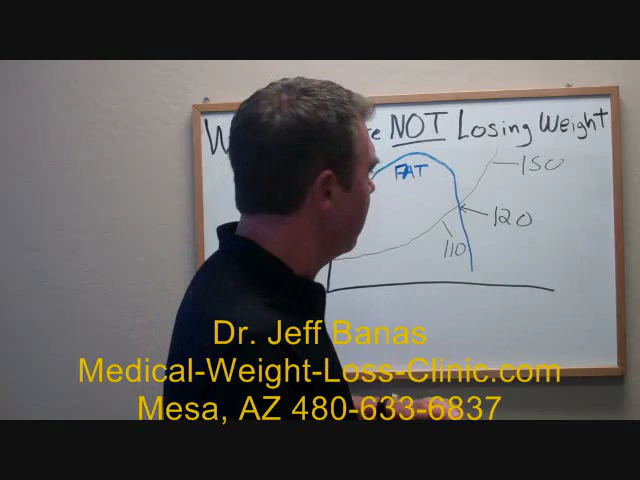 NOT Losing Weight
FAT
150
120
110
Dr. Jeff Banas
Medical-Weight-Loss-Clinic.com
Mesa, AZ 480-633-6837